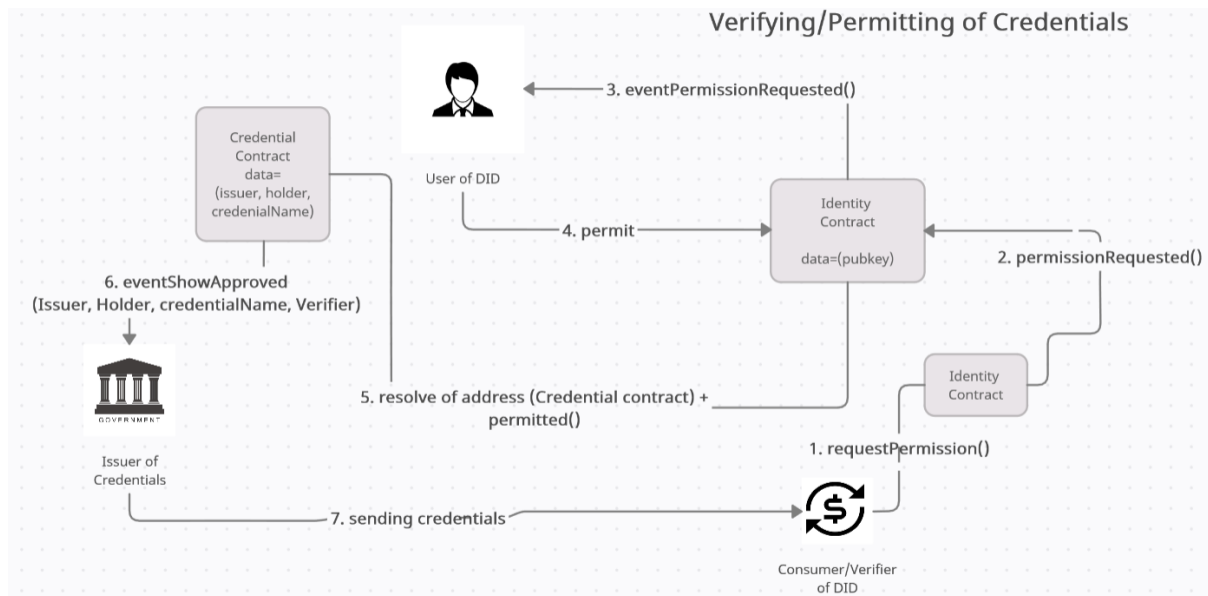 Verifying/Permitting of Credentials
3. eventPermissionRequested()
Credential
Contract
data=
(issuer, holder,
credenialName)
User of DID
Identity
Contract
data=(pubkey)
4. permit
2. permissionRequested()
6. eventShowApproved
(Issuer, Holder, credentialName, Verifier)
GOVERNMENT
Identity
Contract
5. resolve of address (Credential contract) +
permitted()
1. requestPermission()
Issuer of
Credentials
7. sending credentials
$
Consumer/Verifier
of DID